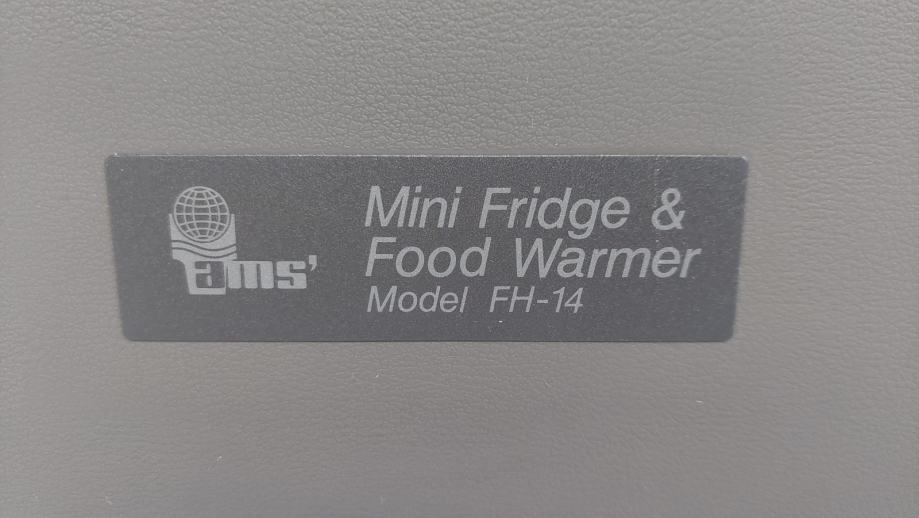 ams'
Mini Fridge &
Food Warmer
Model FH-14